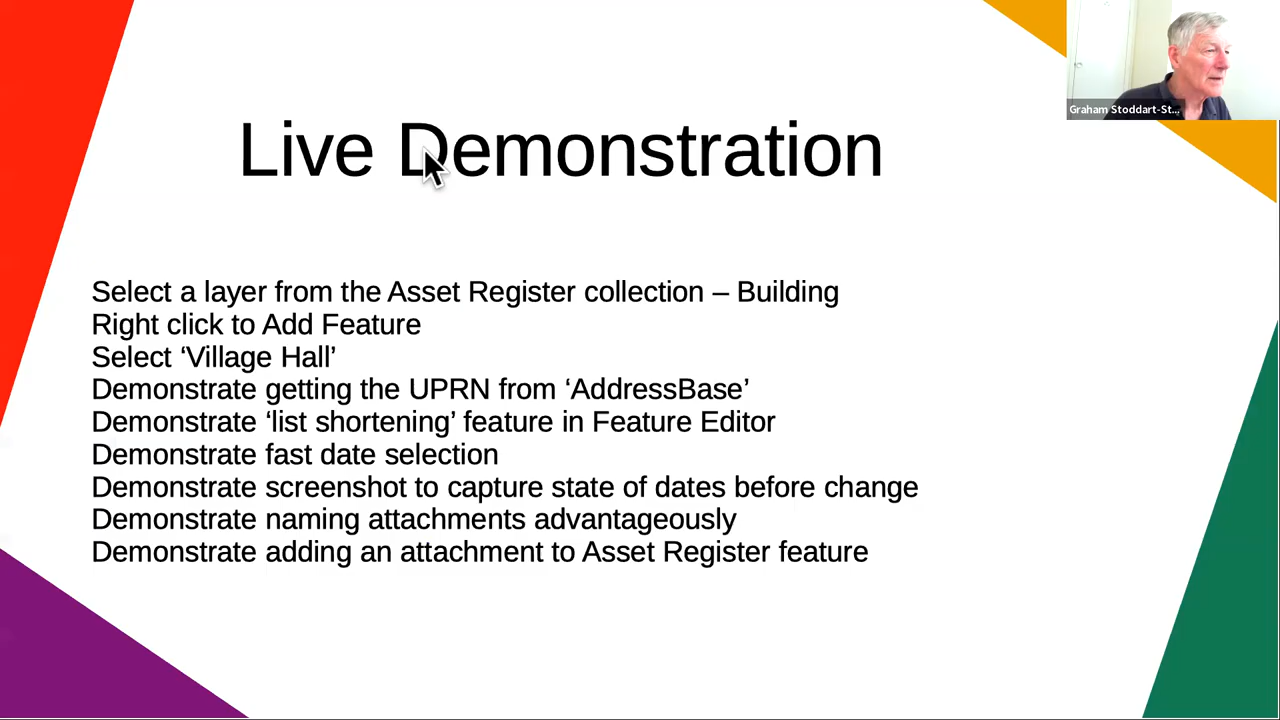 Graham Stoddart-St...
Live Demonstration
Select a layer from the Asset Register collection – Building
Right click to Add Feature
Select ‘Village Hall’
Demonstrate getting the UPRN from ‘AddressBase’
Demonstrate ‘list shortening’ feature in Feature Editor
Demonstrate fast date selection
Demonstrate screenshot to capture state of dates before change
Demonstrate naming attachments advantageously
Demonstrate adding an attachment to Asset Register feature